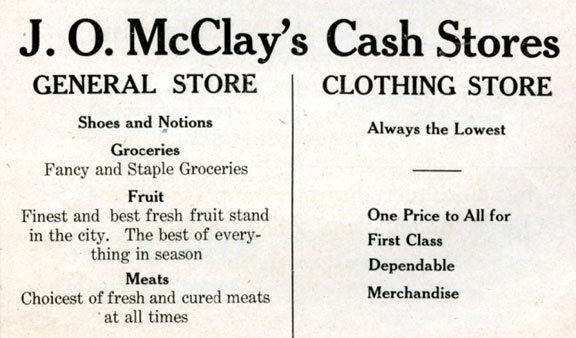 J. O. McClay's Cash Stores
GENERAL STORE
Shoes and Notions
Groceries
Fancy and Staple Groceries
Fruit
Finest and best fresh fruit stand
in the city. The best of every-
thing in season
Meats
Choicest of fresh and cured meats
at all times
CLOTHING STORE
Always the Lowest
One Price to All for
First Class
Dependable
Merchandise